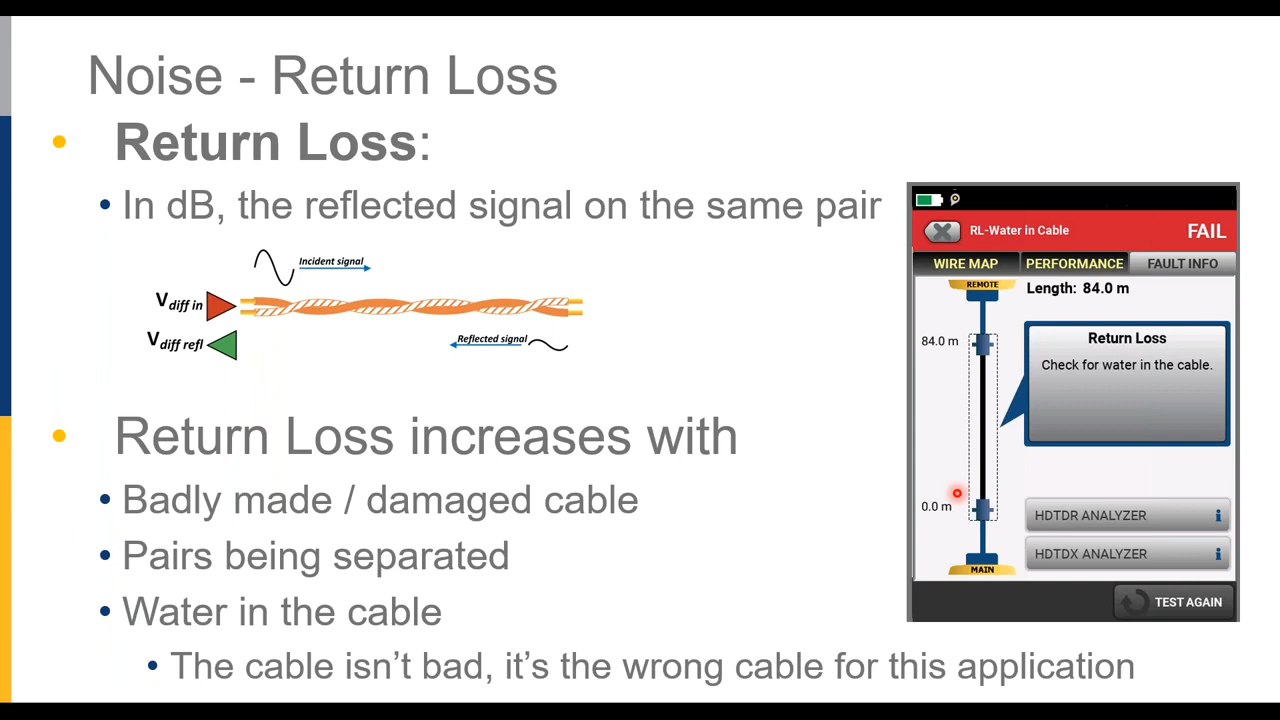 Noise - Return Loss
• Return Loss:
• In dB, the reflected signal on the same pair
Incident signal
Vdiff in
Vdiff refl
Reflected signal
• Return Loss increases with
• Badly made / damaged cable
• Pairs being separated
• Water in the cable
• The cable isn’t bad, it’s the wrong cable for this application
RL-Water in Cable FAIL
WIRE MAP PERFORMANCE FAULT INFO
REMOTE
Length: 84.0 m
84.0 m
Return Loss
Check for water in the cable.
0.0 m
HDTDR ANALYZER i
HDTDX ANALYZER i
MAIN
TEST AGAIN